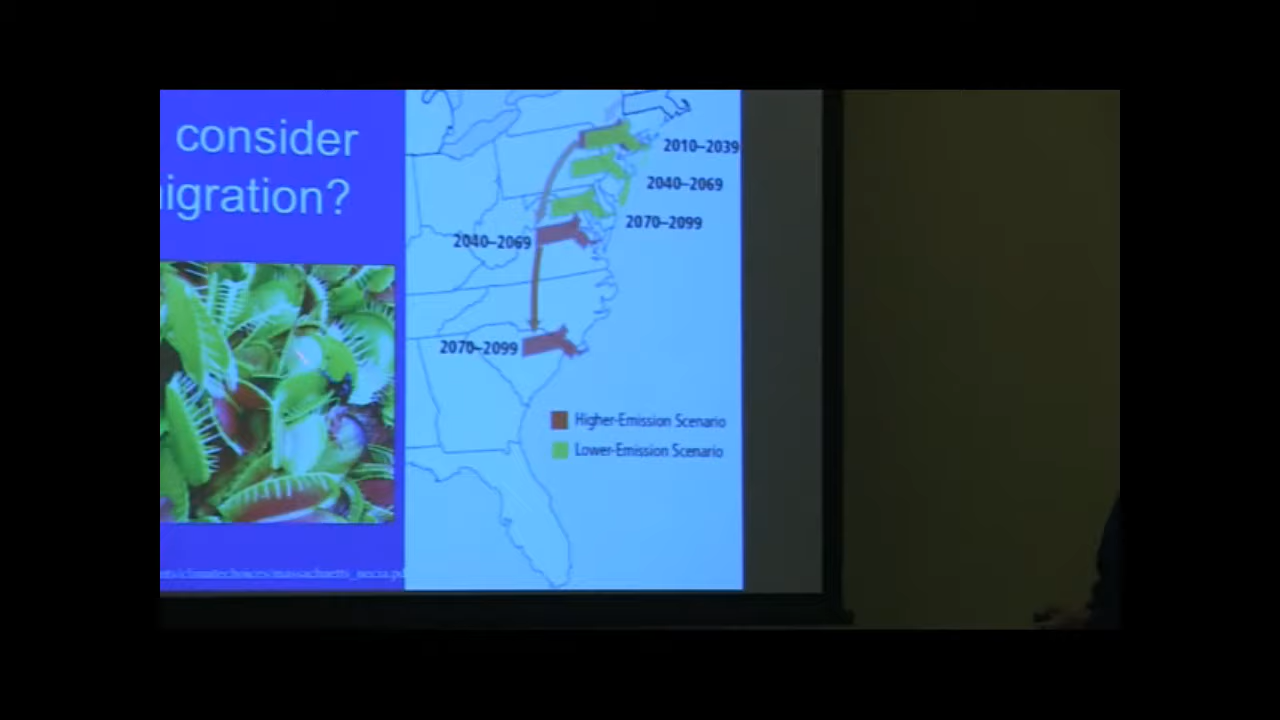 consider
igration?
2010–2039
2040–2069
2070–2099
2040–2069
2070–2099
Higher-Emission Scenario
Lower-Emission Scenario